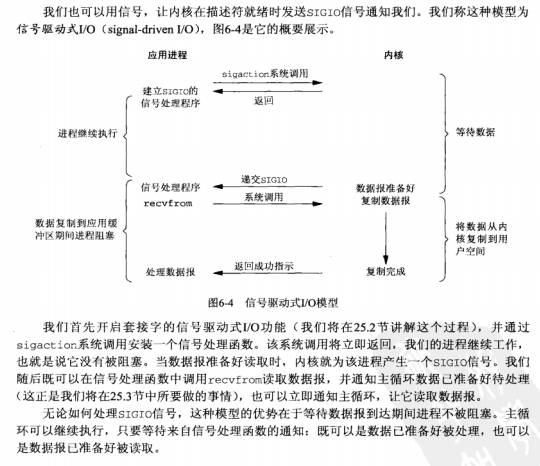 我们也可以用信号，让内核在描述符就绪时发送SIGIO信号通知我们。我们称这种模型为
信号驱动式I/O（signal-driven I/O），图6-4是它的概要展示。
应用进程
内核
sigaction系统调用
建立SIGIO的
信号处理程序
返回
进程继续执行
等待数据
递交SIGIO
信号处理程序
数据报准备好
recvfrom
系统调用
复制数据报
数据复制到应用缓
冲区期间进程阻塞
将数据从内
核复制到用
户空间
处理数据报
返回成功指示
复制完成
图6-4 信号驱动式I/O模型
我们首先开启套接字的信号驱动式I/O功能（我们将在25.2节讲解这个过程），并通过
sigaction系统调用安装一个信号处理函数。该系统调用将立即返回，我们的进程继续工作，
也就是说它没有被阻塞。当数据报准备好读取时，内核就为该进程产生一个SIGIO信号。我们
随后既可以在信号处理函数中调用recvfrom读取数据报，并通知主循环数据已准备好待处理
（这正是我们将在25.3节中所要做的事情），也可以立即通知主循环，让它读取数据报。
无论如何处理SIGIO信号，这种模型的优势在于等待数据报到达期间进程不被阻塞。主循
环可以继续执行，只要等待来自信号处理函数的通知：既可以是数据已准备好被处理，也可以
是数据报已准备好被读取。